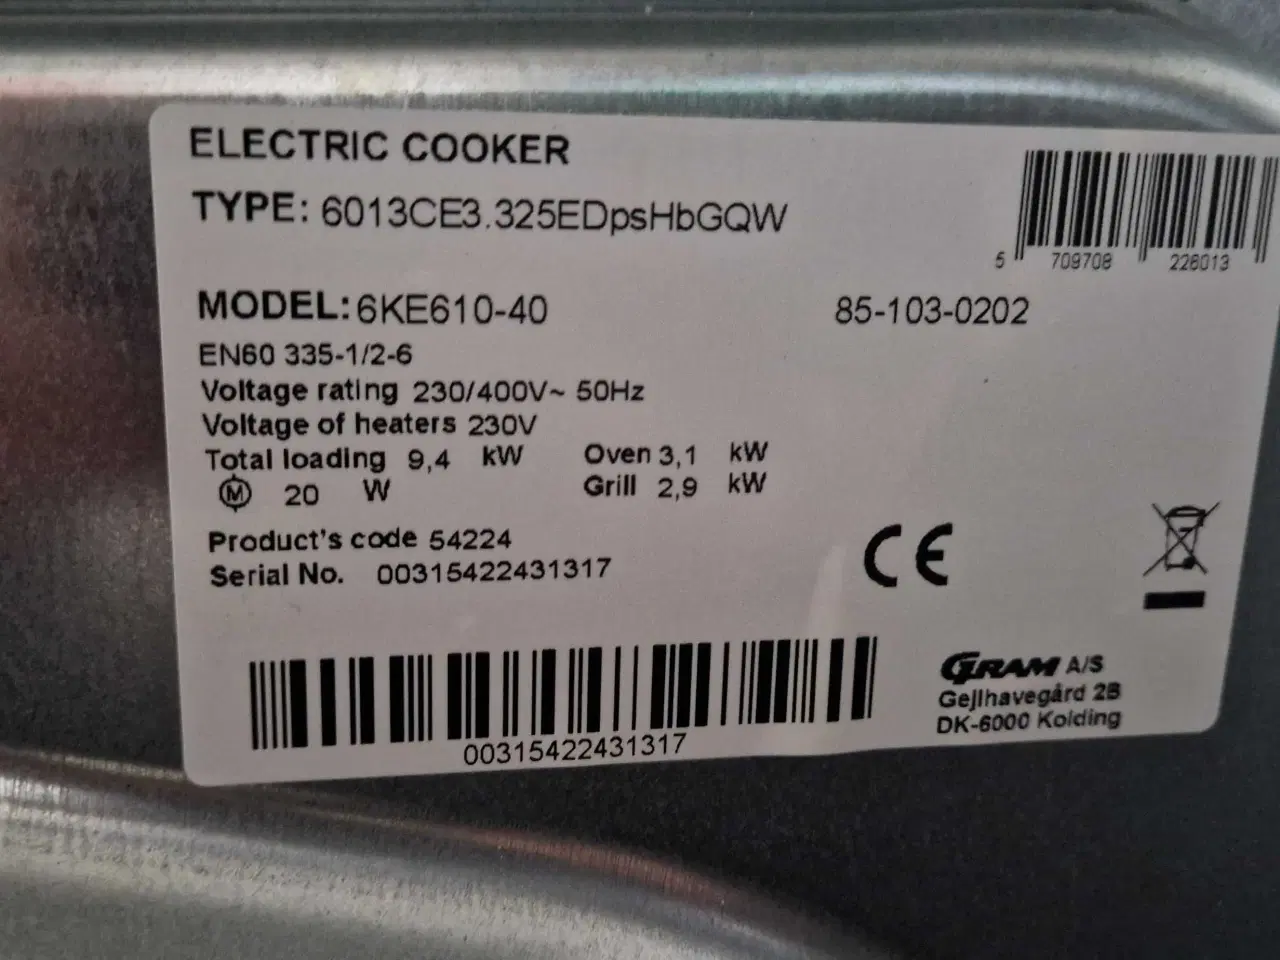 ELECTRIC COOKER
TYPE: 6013CE3.325EDpsHbGQW
5 709708 226013
MODEL: 6KE610-40 85-103-0202
EN60 335-1/2-6
Voltage rating 230/400V~ 50Hz
Voltage of heaters 230V
Total loading 9,4 kW Oven 3,1 kW
M 20 W Grill 2,9 kW
Product's code 54224
Serial No. 00315422431317
CE
00315422431317
GRAM A/S
Gejlhavegård 2B
DK-6000 Kolding